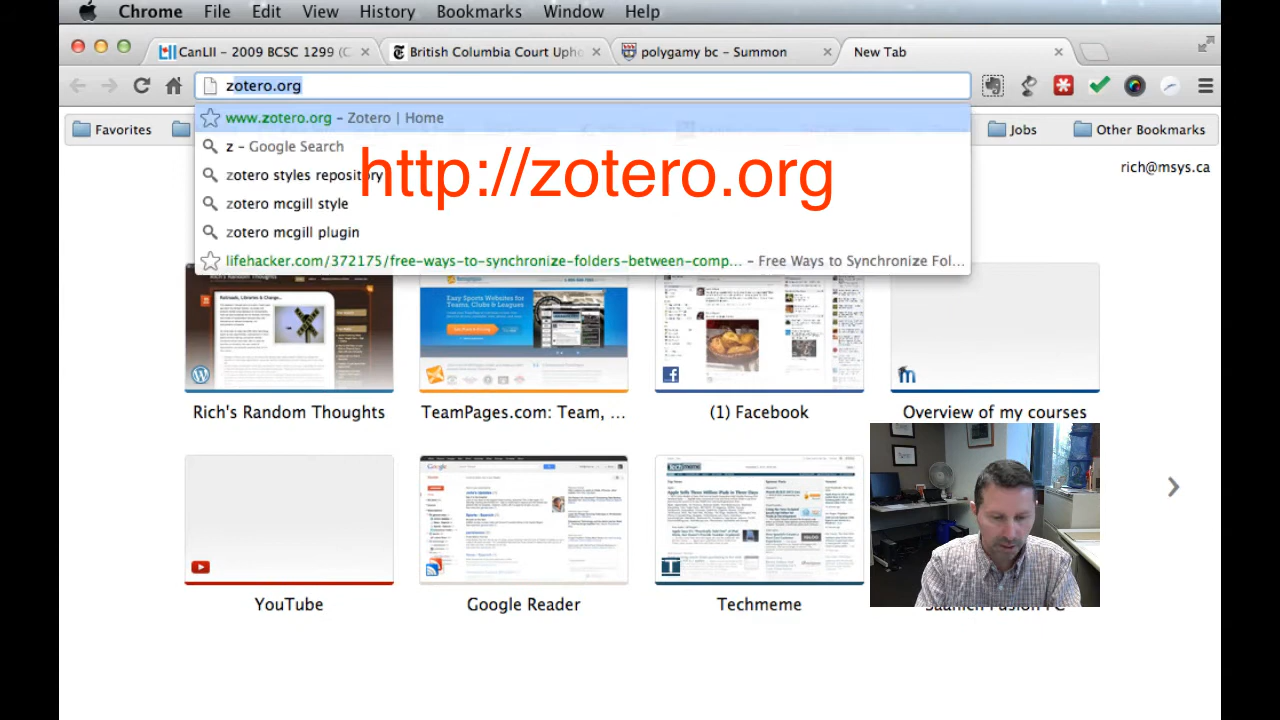 Chrome File Edit View History Bookmarks Window Help
CanLII – 2009 BCSC 1299 (C
British Columbia Court Uph
polygamy bc – Summon
New Tab
zotero.org
www.zotero.org – Zotero | Home
z – Google Search
http://zotero.org
zotero styles repository
zotero mcgill style
zotero mcgill plugin
lifehacker.com/372175/free-ways-to-synchronize-folders-between-comp... – Free Ways to Synchronize Fol...
Favorites
Jobs
Other Bookmarks
rich@msys.ca
Rich's Random Thoughts
TeamPages.com: Team, ...
(1) Facebook
Overview of my courses
YouTube
Google Reader
Techmeme
Saanich Fusion FC